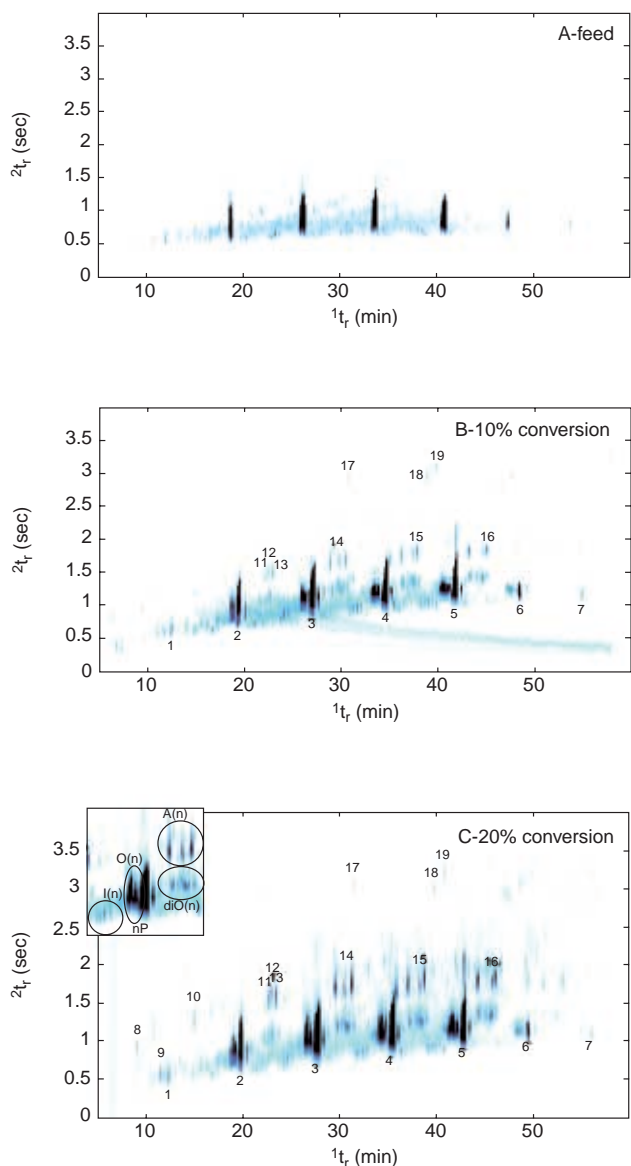 A-feed
3.5
3
2.5
2
1.5
1
0.5
0
²tᵣ (sec)
10 20 30 40 50
¹tᵣ (min)
B-10% conversion
3.5
3
2.5
2
1.5
1
0.5
0
²tᵣ (sec)
17 18 19
11 12 13 14 15 16
1 2 3 4 5 6 7
10 20 30 40 50
¹tᵣ (min)
C-20% conversion
A(n)
O(n)
I(n)
nP
diO(n)
3.5
3
2.5
2
1.5
1
0.5
0
²tᵣ (sec)
17 18 19
11 12 13 14 15 16
8 9 10
1 2 3 4 5 6 7
10 20 30 40 50
¹tᵣ (min)